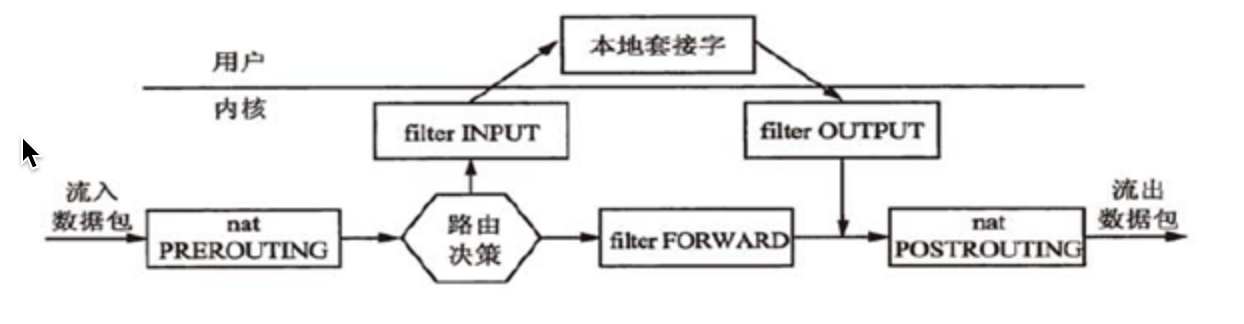 本地套接字
用户
内核
filter INPUT
filter OUTPUT
流入
数据包
nat
PREROUTING
路由
决策
filter FORWARD
nat
POSTROUTING
流出
数据包